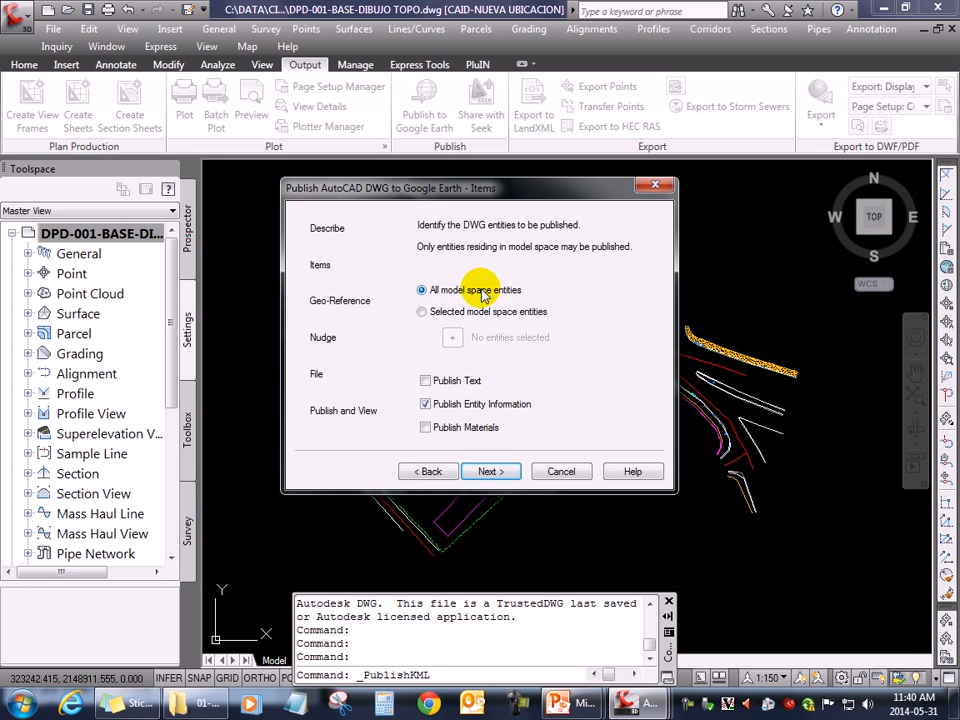 C:\DATA\CI...\DPD-001-BASE-DIBUJO TOPO.dwg [CAID-NUEVA UBICACION]
Type a keyword or phrase
3D
File Edit View Insert General Survey Points Surfaces Lines/Curves Parcels Grading Alignments Profiles Corridors Sections Pipes Annotation
Inquiry Window Express View Map Help
Home Insert Annotate Modify Analyze View Output Manage Express Tools PluIN
Create View Frames
Create Sheets
Create Section Sheets
Plan Production
Plot
Batch Plot
Preview
Page Setup Manager
View Details
Plotter Manager
Plot
Publish to Google Earth
Share with Seek
Publish
Export to LandXML
Export Points
Transfer Points
Export to HEC RAS
Export to Storm Sewers
Export
Export
Export: Display
Page Setup: C
Export to DWF/PDF
Toolspace
Master View
DPD-001-BASE-DI...
General
Point
Point Cloud
Surface
Parcel
Grading
Alignment
Profile
Profile View
Superelevation V...
Sample Line
Section
Section View
Mass Haul Line
Mass Haul View
Pipe Network
Prospector
Settings
Toolbox
Survey
Publish AutoCAD DWG to Google Earth - Items
Describe
Items
Geo-Reference
Nudge
File
Publish and View
Identify the DWG entities to be published.
Only entities residing in model space may be published.
All model space entities
Selected model space entities
No entities selected
Publish Text
Publish Entity Information
Publish Materials
< Back
Next >
Cancel
Help
N
W TOP E
S
WCS
Y
X
Autodesk DWG. This file is a TrustedDWG last saved
or Autodesk licensed application.
Command:
Command:
Command:
Command: _PublishKML
Co...
Model
323242.415, 2148911.555, 0.000
INFER SNAP GRID ORTHO
1:150
Stic...
01-...
Mi...
A...
11:40 AM
2014-05-31